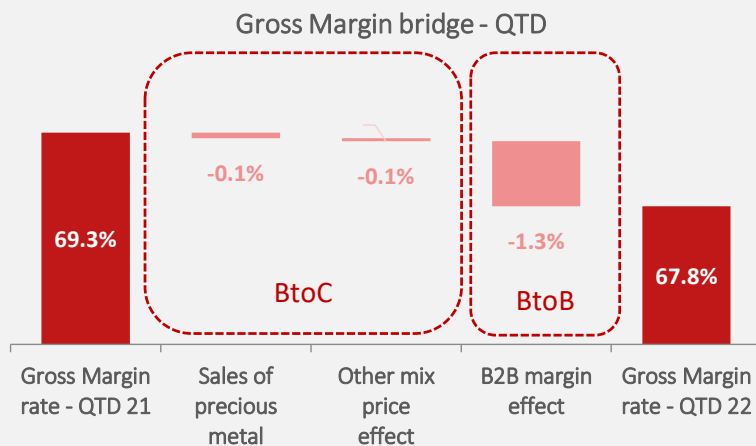 Gross Margin bridge - QTD
69.3%
-0.1%
-0.1%
-1.3%
67.8%
BtoC
BtoB
Gross Margin
rate - QTD 21
Sales of
precious
metal
Other mix
price
effect
B2B margin
effect
Gross Margin
rate - QTD 22